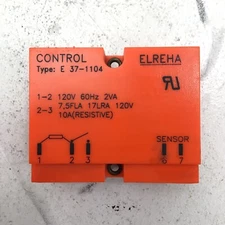 CONTROL
ELREHA
Type: E 37-1104
1-2 120V 60Hz 2VA
2-3 7,5FLA 17LRA 120V
10A(RESISTIVE)
SENSOR
1 2 3
6 7